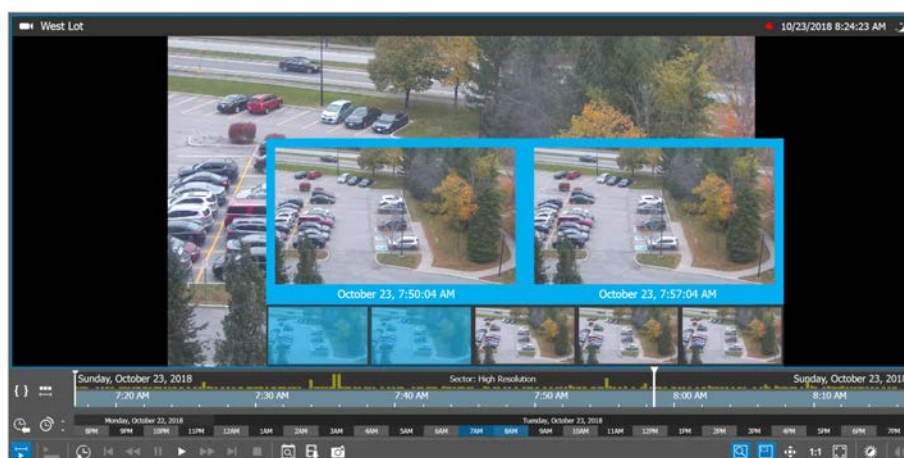 West Lot
10/23/2018 8:24:23 AM
October 23, 7:50:04 AM
October 23, 7:57:04 AM
Sunday, October 23, 2018
Sector: High Resolution
Sunday, October 23, 2018
7:20 AM
7:30 AM
7:40 AM
7:50 AM
8:00 AM
8:10 AM
Monday, October 22, 2018
Tuesday, October 23, 2018
8PM 9PM 10PM 11PM 12AM 1AM 2AM 3AM 4AM 5AM 6AM 7AM 8AM 9AM 10AM 11AM 12PM 1PM 2PM 3PM 4PM 5PM 6PM 7PM
1:1